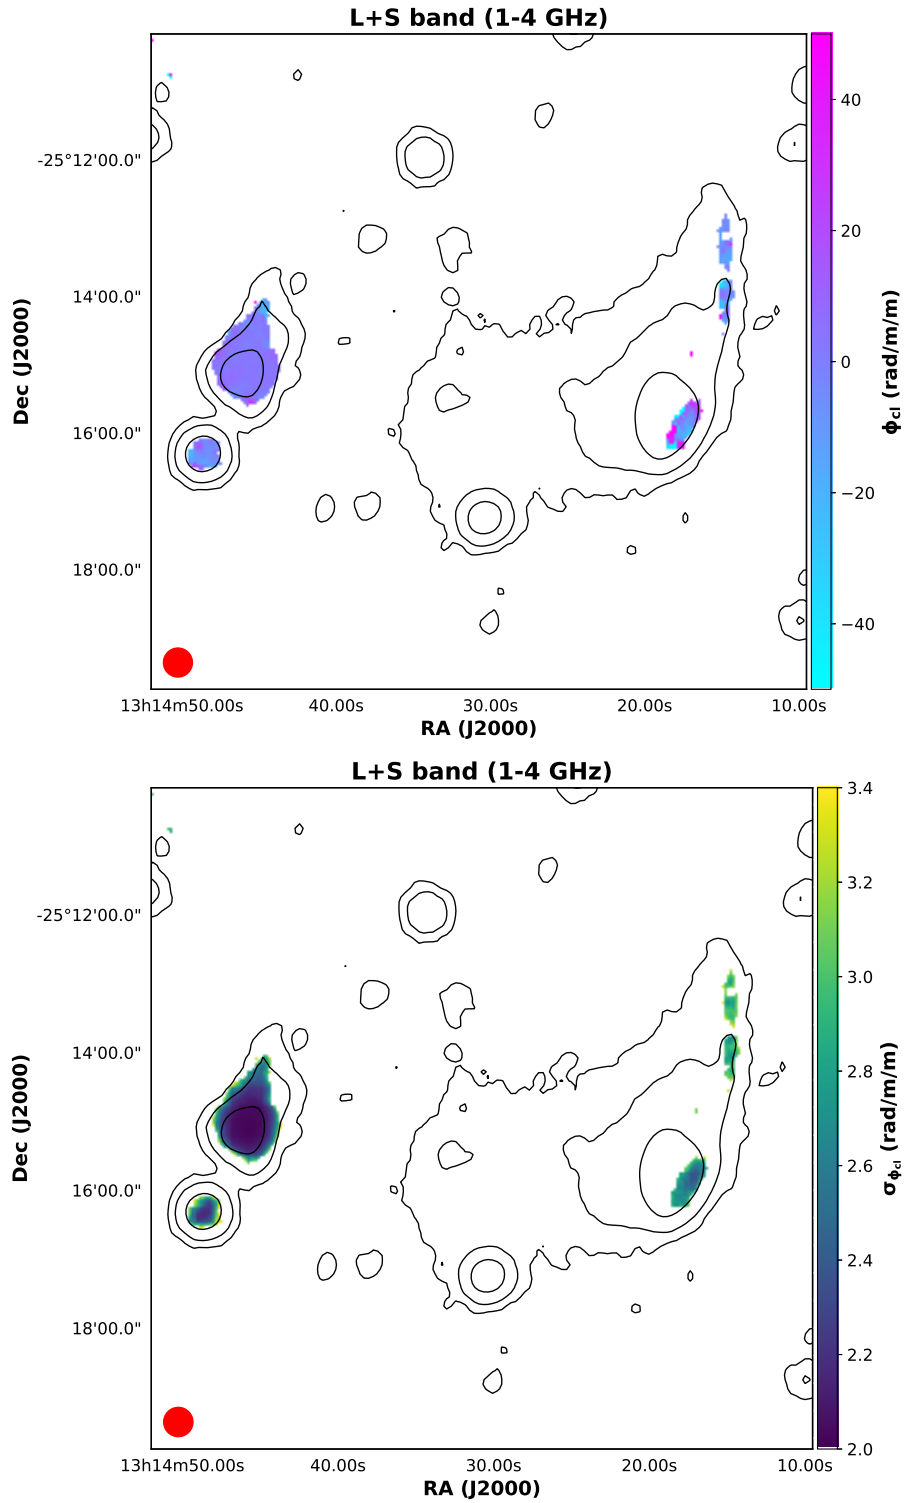 L+S band (1-4 GHz)
-25°12'00.0"
14'00.0"
16'00.0"
18'00.0"
Dec (J2000)
13h14m50.00s 40.00s 30.00s 20.00s 10.00s
RA (J2000)
40
20
0
−20
−40
ϕcl (rad/m/m)
L+S band (1-4 GHz)
-25°12'00.0"
14'00.0"
16'00.0"
18'00.0"
Dec (J2000)
13h14m50.00s 40.00s 30.00s 20.00s 10.00s
RA (J2000)
3.4
3.2
3.0
2.8
2.6
2.4
2.2
2.0
σϕcl (rad/m/m)